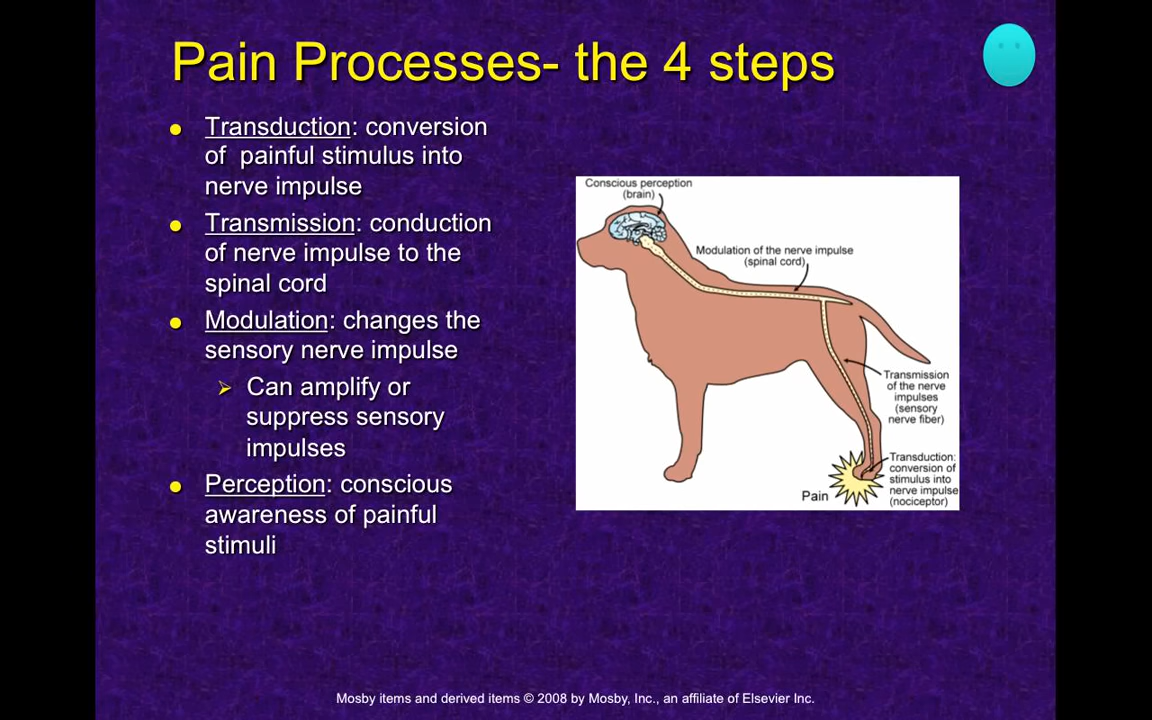 Pain Processes- the 4 steps
Transduction: conversion
of painful stimulus into
nerve impulse
Transmission: conduction
of nerve impulse to the
spinal cord
Modulation: changes the
sensory nerve impulse
Can amplify or
suppress sensory
impulses
Perception: conscious
awareness of painful
stimuli
Conscious perception
(brain)
Modulation of the nerve impulse
(spinal cord)
Transmission
of the nerve
impulses
(sensory
nerve fiber)
Transduction:
conversion of
stimulus into
nerve impulse
(nociceptor)
Pain
Mosby items and derived items © 2008 by Mosby, Inc., an affiliate of Elsevier Inc.